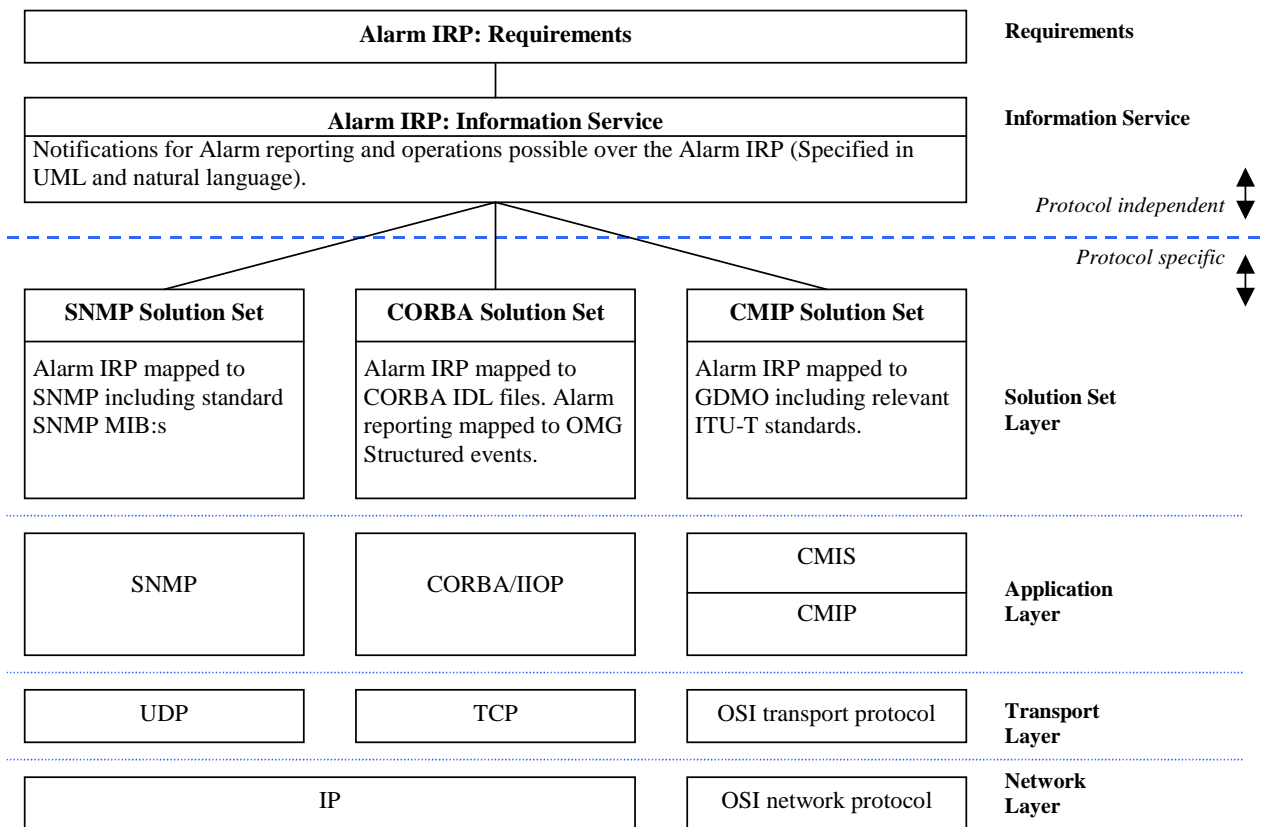 Alarm IRP: Requirements
Requirements
Alarm IRP: Information Service
Information Service
Notifications for Alarm reporting and operations possible over the Alarm IRP (Specified in
UML and natural language).
Protocol independent
Protocol specific
SNMP Solution Set
Alarm IRP mapped to
SNMP including standard
SNMP MIB:s
CORBA Solution Set
Alarm IRP mapped to
CORBA IDL files. Alarm
reporting mapped to OMG
Structured events.
CMIP Solution Set
Alarm IRP mapped to
GDMO including relevant
ITU-T standards.
Solution Set
Layer
SNMP
CORBA/IIOP
CMIS
CMIP
Application
Layer
UDP
TCP
OSI transport protocol
Transport
Layer
IP
OSI network protocol
Network
Layer